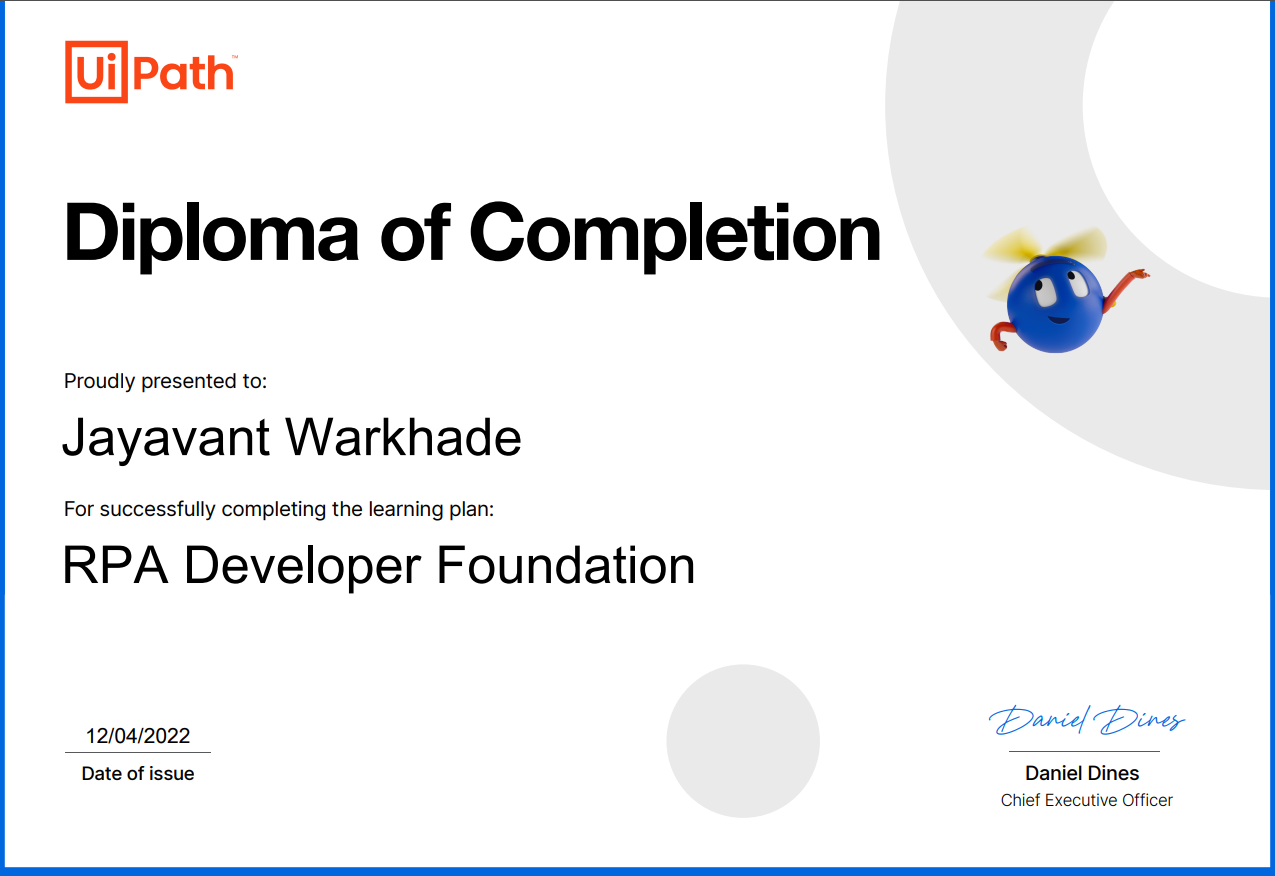 UiPath™
Diploma of Completion
Proudly presented to:
Jayavant Warkhade
For successfully completing the learning plan:
RPA Developer Foundation
12/04/2022
Date of issue
Daniel Dines
Daniel Dines
Chief Executive Officer